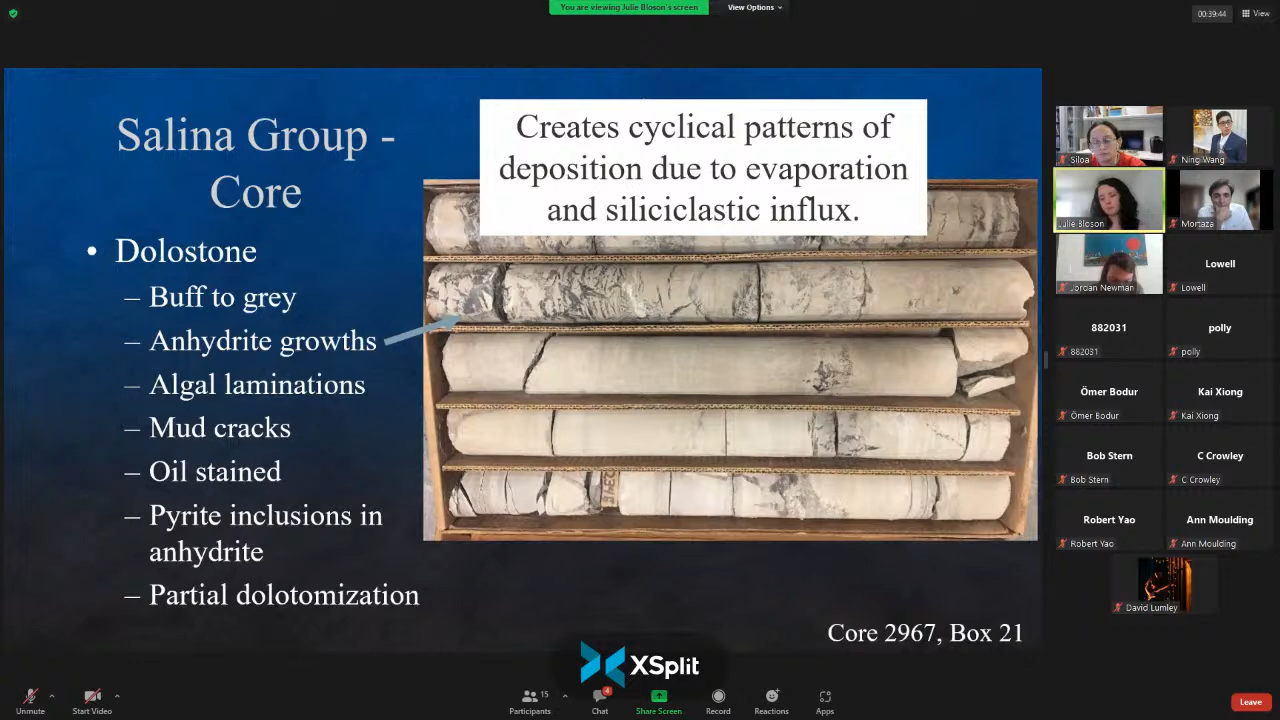 You are viewing Julie Bloson's screen
View Options
00:39:44
View
Salina Group -
Core
Creates cyclical patterns of
deposition due to evaporation
and siliciclastic influx.
• Dolostone
– Buff to grey
– Anhydrite growths
– Algal laminations
– Mud cracks
– Oil stained
– Pyrite inclusions in
anhydrite
– Partial dolotomization
Core 2967, Box 21
XSplit
Siloa
Ning Wang
Julie Bloson
Mortaza
Jordan Newman
Lowell
Lowell
882031
polly
882031
polly
Ömer Bodur
Kai Xiong
Ömer Bodur
Kai Xiong
Bob Stern
C Crowley
Bob Stern
C Crowley
Robert Yao
Ann Moulding
Robert Yao
Ann Moulding
David Lumley
Unmute
Start Video
15
Participants
4
Chat
Share Screen
Record
Reactions
Apps
Leave